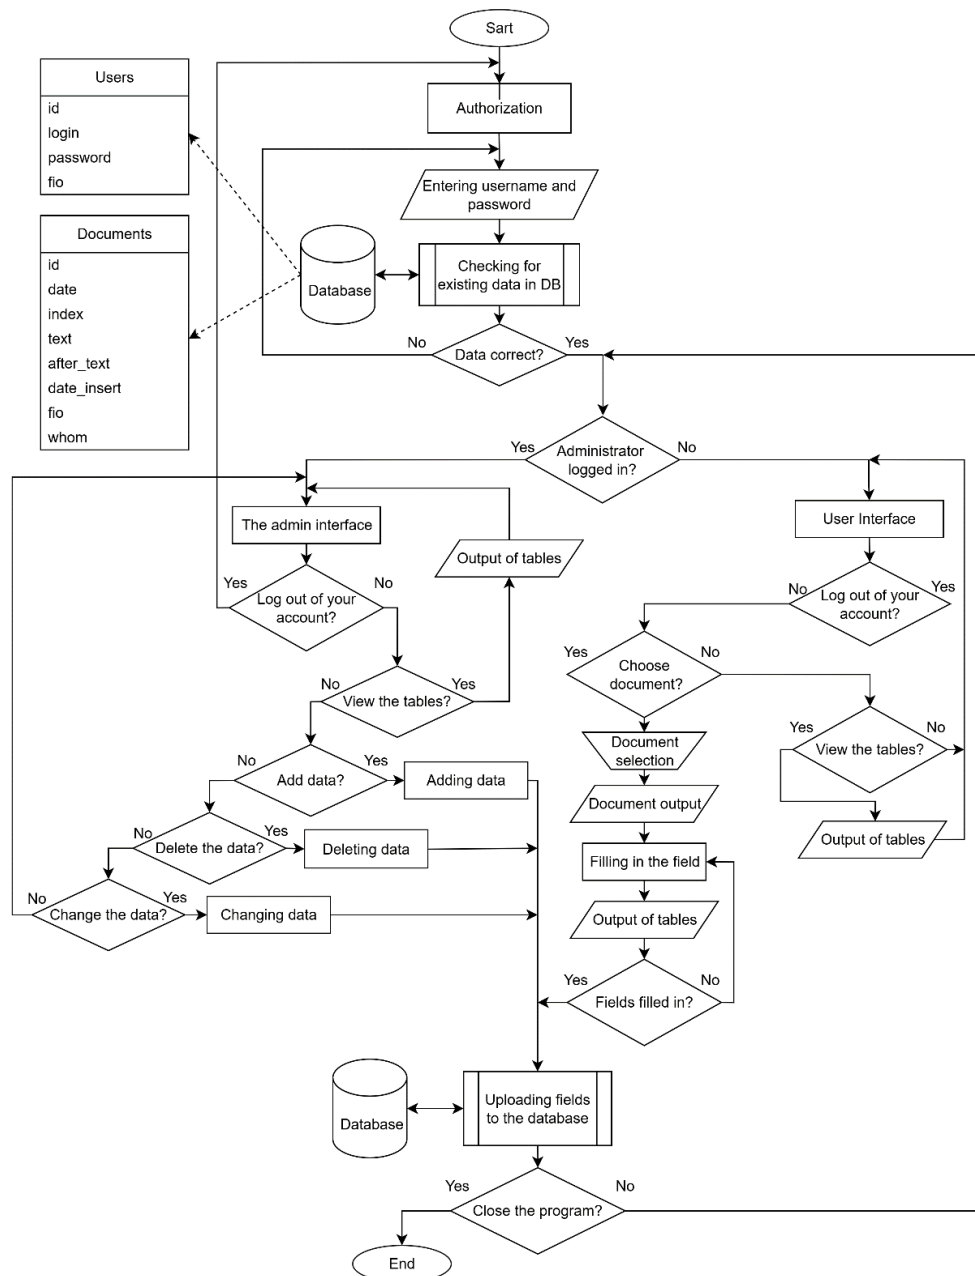 Sart
Users
id
login
password
fio
Authorization
Entering username and
password
Documents
id
date
index
text
after_text
date_insert
fio
whom
Database
Checking for
existing data in DB
No
Data correct?
Yes
Yes
Administrator
logged in?
No
The admin interface
Output of tables
User Interface
Yes
Log out of your
account?
No
No
Log out of your
account?
Yes
Yes
Choose
document?
No
No
View the tables?
Yes
Document
selection
Yes
View the tables?
No
No
Add data?
Yes
Adding data
Document output
Output of tables
No
Delete the data?
Yes
Deleting data
Filling in the field
No
Change the data?
Yes
Changing data
Output of tables
Yes
Fields filled in?
No
Database
Uploading fields
to the database
Yes
Close the program?
No
End